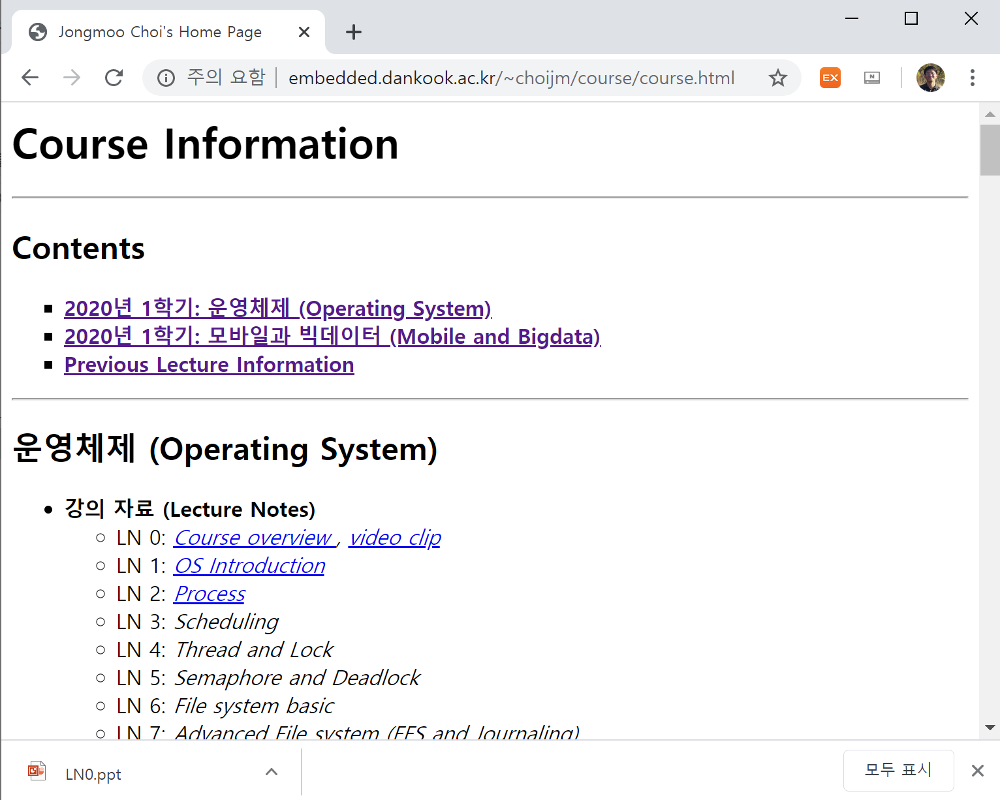 Jongmoo Choi's Home Page
주의 요함 embedded.dankook.ac.kr/~choijm/course/course.html
EX
N
Course Information
Contents
2020년 1학기: 운영체제 (Operating System)
2020년 1학기: 모바일과 빅데이터 (Mobile and Bigdata)
Previous Lecture Information
운영체제 (Operating System)
강의 자료 (Lecture Notes)
LN 0: Course overview , video clip
LN 1: OS Introduction
LN 2: Process
LN 3: Scheduling
LN 4: Thread and Lock
LN 5: Semaphore and Deadlock
LN 6: File system basic
LN 7: Advanced File system (FFS and Journaling)
LN0.ppt
모두 표시